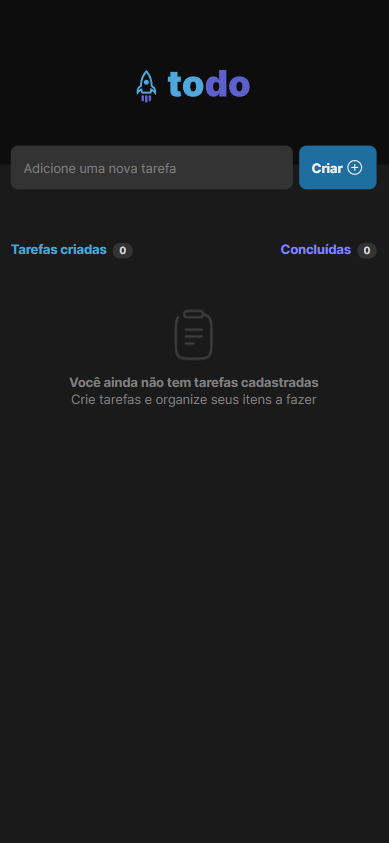 todo
Adicione uma nova tarefa
Criar
Tarefas criadas 0
Concluídas 0
Você ainda não tem tarefas cadastradas
Crie tarefas e organize seus itens a fazer